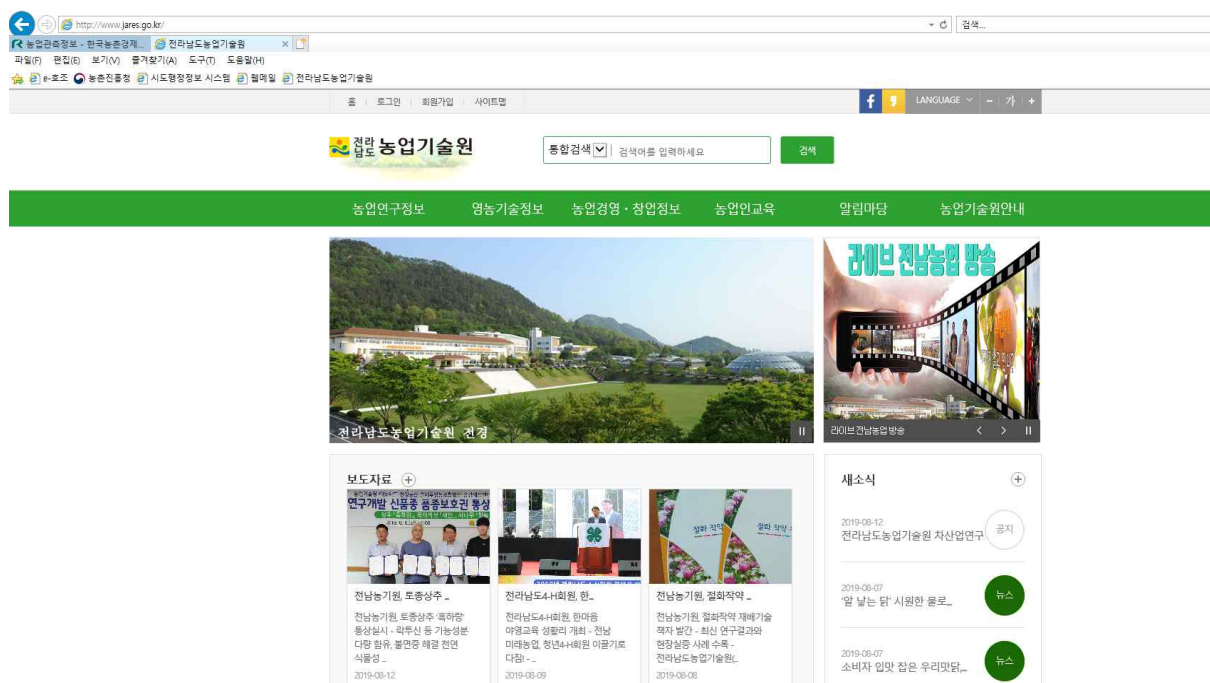 http://www.jares.go.kr/
검색...
농업관측정보 - 한국농촌경제...
전라남도농업기술원
파일(F) 편집(E) 보기(V) 즐겨찾기(A) 도구(T) 도움말(H)
e-호조 농촌진흥청 시도행정정보 시스템 웹메일 전라남도농업기술원
홈 로그인 회원가입 사이트맵
LANGUAGE - 가 +
전라남도 농업기술원
통합검색 검색어를 입력하세요 검색
농업연구정보 영농기술정보 농업경영·창업정보 농업인교육 알림마당 농업기술원안내
라이브 전남농업 방송
전라남도농업기술원 전경
라이브전남농업방송
보도자료
연구개발 신품종 품종보호권 통상
절화 작약
절화 작약
전남농기원, 토종상추 ...
전남농기원, 토종상추 '흑하랑'
통상실시 - 락투신 등 기능성분
다량 함유, 불면증 해결 천연
식물성 ...
2019-08-12
전라남도4-H회원, 한...
전라남도4-H회원, 한마음
야영교육 성황리 개최 - 전남
미래농업, 청년4-H회원 이끌기로
다짐! - ...
2019-08-09
전남농기원, 절화작약 ...
전남농기원, 절화작약 재배기술
책자 발간 - 최신 연구결과와
현장실증 사례 수록 -
전라남도농업기술원(...
2019-08-08
새소식
2019-08-12
전라남도농업기술원 차산업연구
공지
2019-08-07
'알 낳는 닭' 시원한 물로...
뉴스
2019-08-07
소비자 입맛 잡은 우리맛닭,...
뉴스